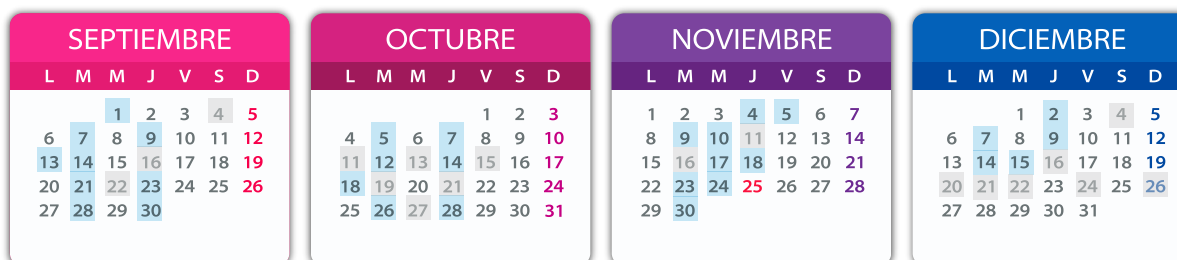 SEPTIEMBRE
L M M J V S D
1 2 3 4 5
6 7 8 9 10 11 12
13 14 15 16 17 18 19
20 21 22 23 24 25 26
27 28 29 30
OCTUBRE
L M M J V S D
1 2 3
4 5 6 7 8 9 10
11 12 13 14 15 16 17
18 19 20 21 22 23 24
25 26 27 28 29 30 31
NOVIEMBRE
L M M J V S D
1 2 3 4 5 6 7
8 9 10 11 12 13 14
15 16 17 18 19 20 21
22 23 24 25 26 27 28
29 30
DICIEMBRE
L M M J V S D
1 2 3 4 5
6 7 8 9 10 11 12
13 14 15 16 17 18 19
20 21 22 23 24 25 26
27 28 29 30 31